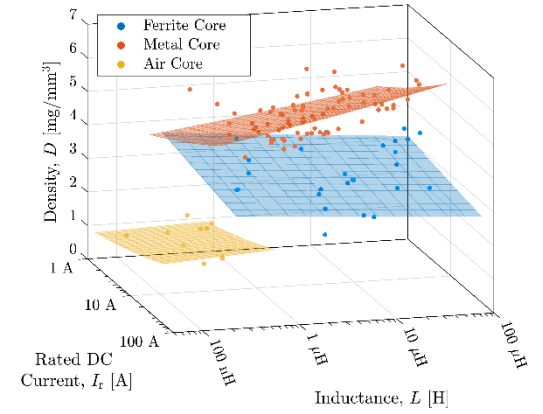 Ferrite Core
Metal Core
Air Core
7
6
5
4
3
2
1
0
Density, D [mg/mm³]
1 A
10 A
100 A
Rated DC
Current, Iᵣ [A]
100 nH
1 μH
10 μH
100 μH
Inductance, L [H]